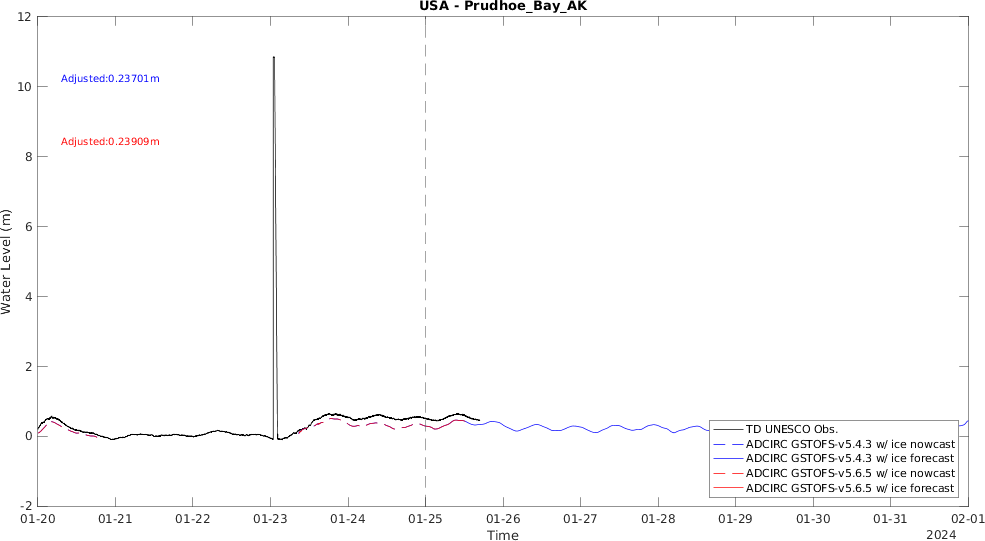 USA - Prudhoe_Bay_AK
12
10
8
6
4
2
0
-2
Water Level (m)
Adjusted:0.23701m
Adjusted:0.23909m
TD UNESCO Obs.
ADCIRC GSTOFS-v5.4.3 w/ ice nowcast
ADCIRC GSTOFS-v5.4.3 w/ ice forecast
ADCIRC GSTOFS-v5.6.5 w/ ice nowcast
ADCIRC GSTOFS-v5.6.5 w/ ice forecast
01-20 01-21 01-22 01-23 01-24 01-25 01-26 01-27 01-28 01-29 01-30 01-31 02-01
Time
2024